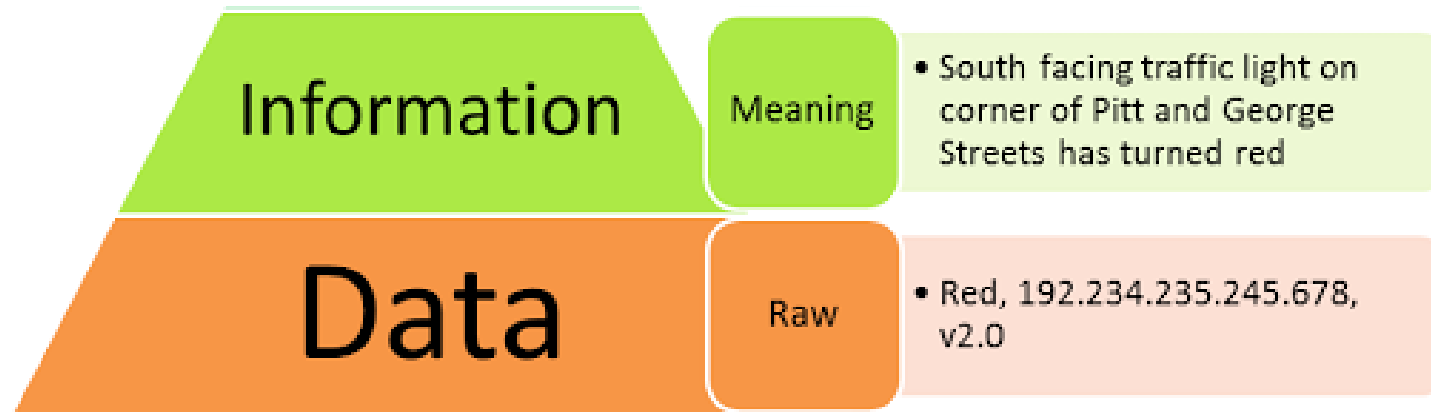 Information
Meaning
• South facing traffic light on
corner of Pitt and George
Streets has turned red
Data
Raw
• Red, 192.234.235.245.678,
v2.0